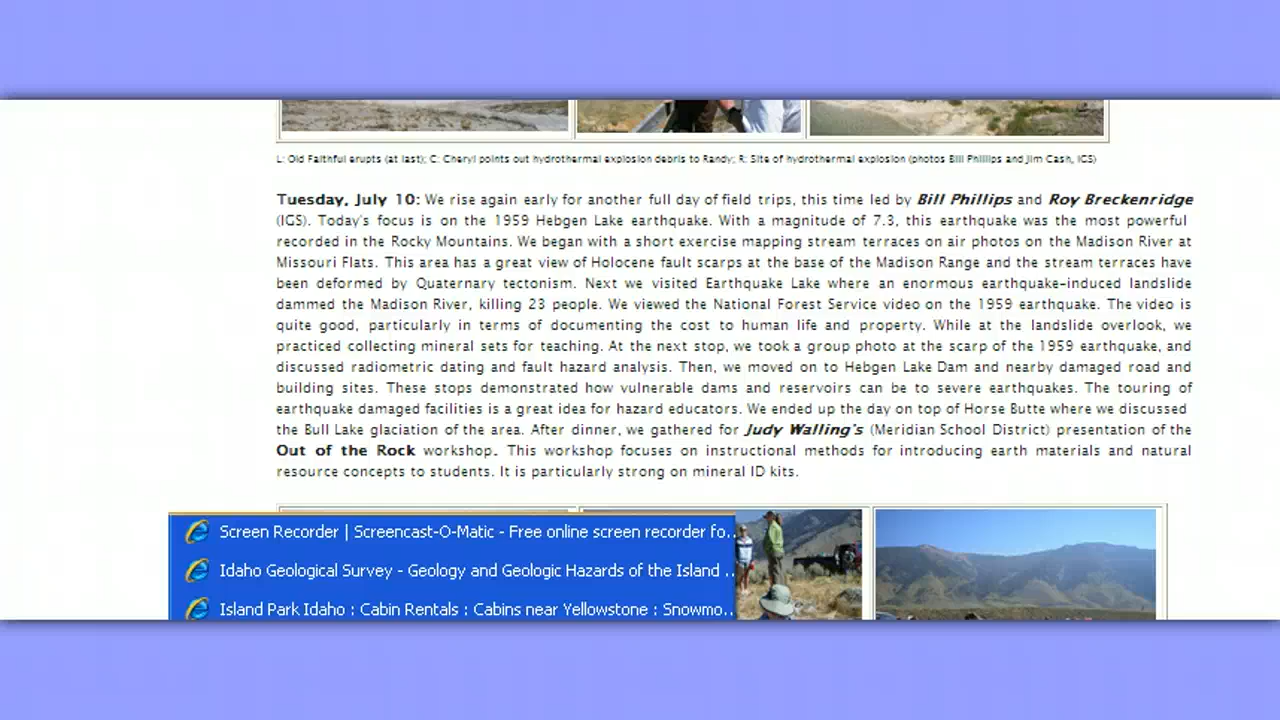 L: Old Faithful erupts (at last); C: Cheryl points out hydrothermal explosion debris to Randy; R: Site of hydrothermal explosion (photos Bill Phillips and Jim Cash, IGS)
Tuesday, July 10: We rise again early for another full day of field trips, this time led by Bill Phillips and Roy Breckenridge
(IGS). Today's focus is on the 1959 Hebgen Lake earthquake. With a magnitude of 7.3, this earthquake was the most powerful
recorded in the Rocky Mountains. We began with a short exercise mapping stream terraces on air photos on the Madison River at
Missouri Flats. This area has a great view of Holocene fault scarps at the base of the Madison Range and the stream terraces have
been deformed by Quaternary tectonism. Next we visited Earthquake Lake where an enormous earthquake-induced landslide
dammed the Madison River, killing 23 people. We viewed the National Forest Service video on the 1959 earthquake. The video is
quite good, particularly in terms of documenting the cost to human life and property. While at the landslide overlook, we
practiced collecting mineral sets for teaching. At the next stop, we took a group photo at the scarp of the 1959 earthquake, and
discussed radiometric dating and fault hazard analysis. Then, we moved on to Hebgen Lake Dam and nearby damaged road and
building sites. These stops demonstrated how vulnerable dams and reservoirs can be to severe earthquakes. The touring of
earthquake damaged facilities is a great idea for hazard educators. We ended up the day on top of Horse Butte where we discussed
the Bull Lake glaciation of the area. After dinner, we gathered for Judy Walling's (Meridian School District) presentation of the
Out of the Rock workshop. This workshop focuses on instructional methods for introducing earth materials and natural
resource concepts to students. It is particularly strong on mineral ID kits.
Screen Recorder | Screencast-O-Matic - Free online screen recorder fo...
Idaho Geological Survey - Geology and Geologic Hazards of the Island ...
Island Park Idaho : Cabin Rentals : Cabins near Yellowstone : Snowmo...